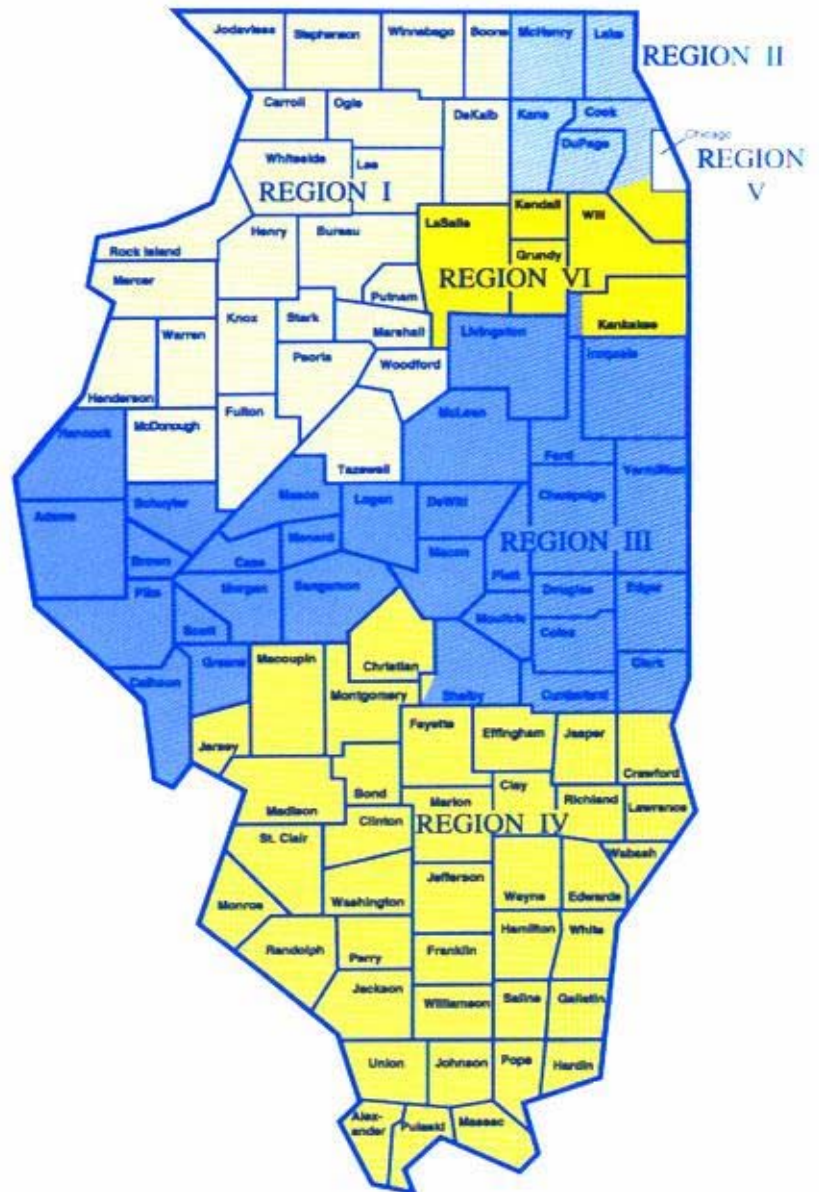 Jodaviess
Stephenson
Winnebago
Boone
McHenry
Lake
REGION II
Carroll
Ogle
DeKalb
Kane
Cook
DuPage
Chicago
REGION V
Whiteside
Lee
REGION I
Rock Island
Henry
Bureau
LaSalle
Kendall
Will
Grundy
REGION VI
Mercer
Putnam
Knox
Stark
Marshall
Kankakee
Warren
Peoria
Livingston
Iroquois
Woodford
Henderson
Fulton
McLean
McDonough
Hancock
Tazewell
Ford
Vermillion
Schuyler
Mason
Logan
DeWitt
Champaign
Adams
Menard
REGION III
Brown
Cass
Macon
Piatt
Pike
Morgan
Sangamon
Douglas
Edgar
Scott
Moultrie
Coles
Greene
Macoupin
Christian
Clark
Calhoun
Montgomery
Shelby
Cumberland
Jersey
Fayette
Effingham
Jasper
Crawford
Bond
Clay
Madison
Marion
Richland
Lawrence
Clinton
REGION IV
St. Clair
Wabash
Jefferson
Washington
Wayne
Edwards
Monroe
Hamilton
White
Randolph
Perry
Franklin
Jackson
Williamson
Saline
Gallatin
Union
Johnson
Pope
Hardin
Alex-
ander
Pulaski
Massac